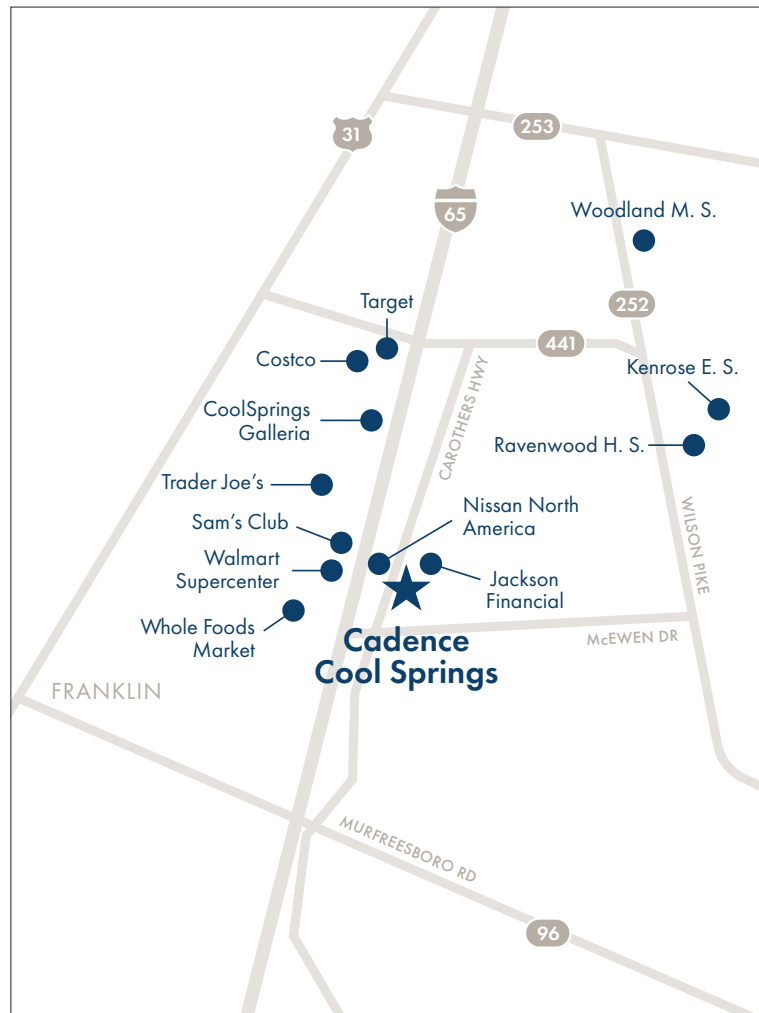 31
253
65
Woodland M. S.
252
Target
441
Costco
Kenrose E. S.
CAROTHERS HWY
CoolSprings
Galleria
Ravenwood H. S.
Trader Joe's
Nissan North
America
Sam's Club
WILSON PIKE
Walmart
Supercenter
Jackson
Financial
Whole Foods
Market
Cadence
Cool Springs
McEWEN DR
FRANKLIN
MURFREESBORO RD
96